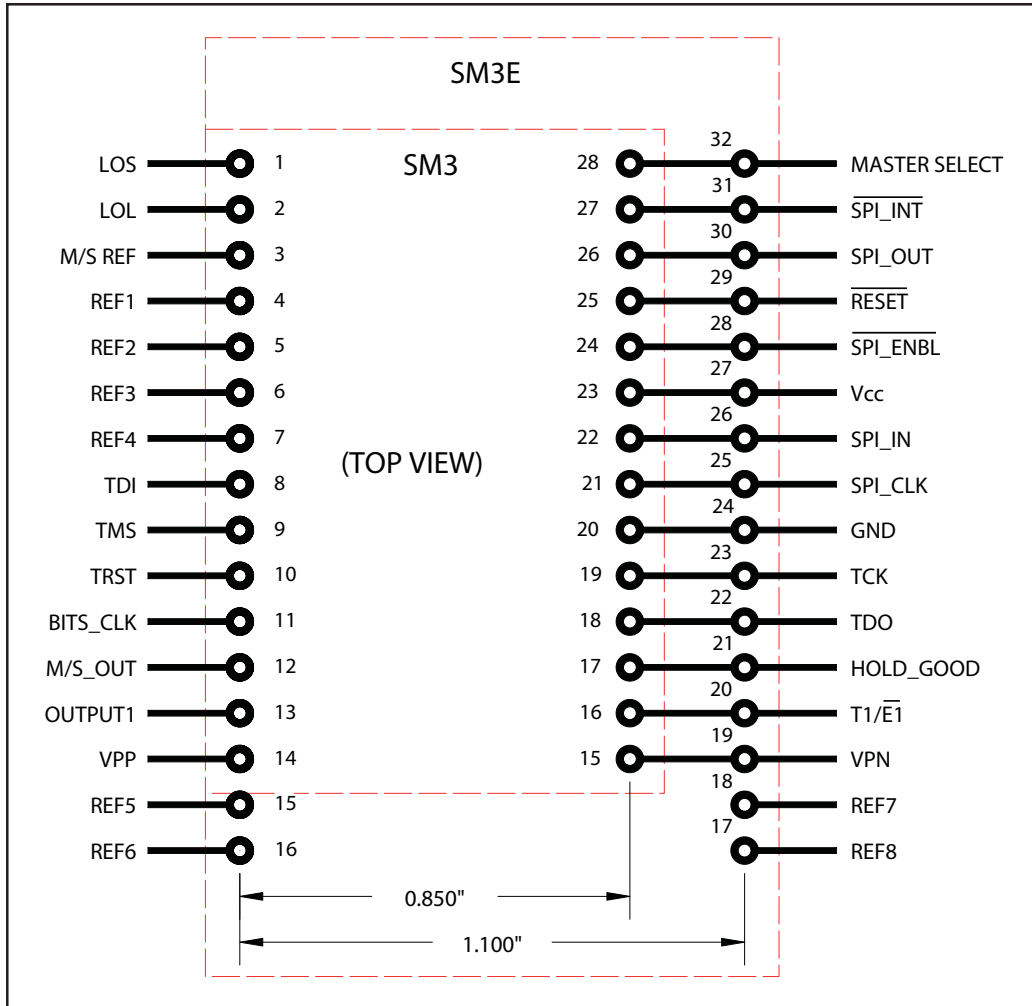 SM3E
SM3
32
LOS 1 28 MASTER SELECT
31
LOL 2 27 SPI_INT
30
M/S REF 3 26 SPI_OUT
29
REF1 4 25 RESET
28
REF2 5 24 SPI_ENBL
27
REF3 6 23 Vcc
26
REF4 7 22 SPI_IN
(TOP VIEW)
25
TDI 8 21 SPI_CLK
24
TMS 9 20 GND
23
TRST 10 19 TCK
22
BITS_CLK 11 18 TDO
21
M/S_OUT 12 17 HOLD_GOOD
20
OUTPUT1 13 16 T1/E1
19
VPP 14 15 VPN
18
REF5 15 REF7
17
REF6 16 REF8
0.850"
1.100"